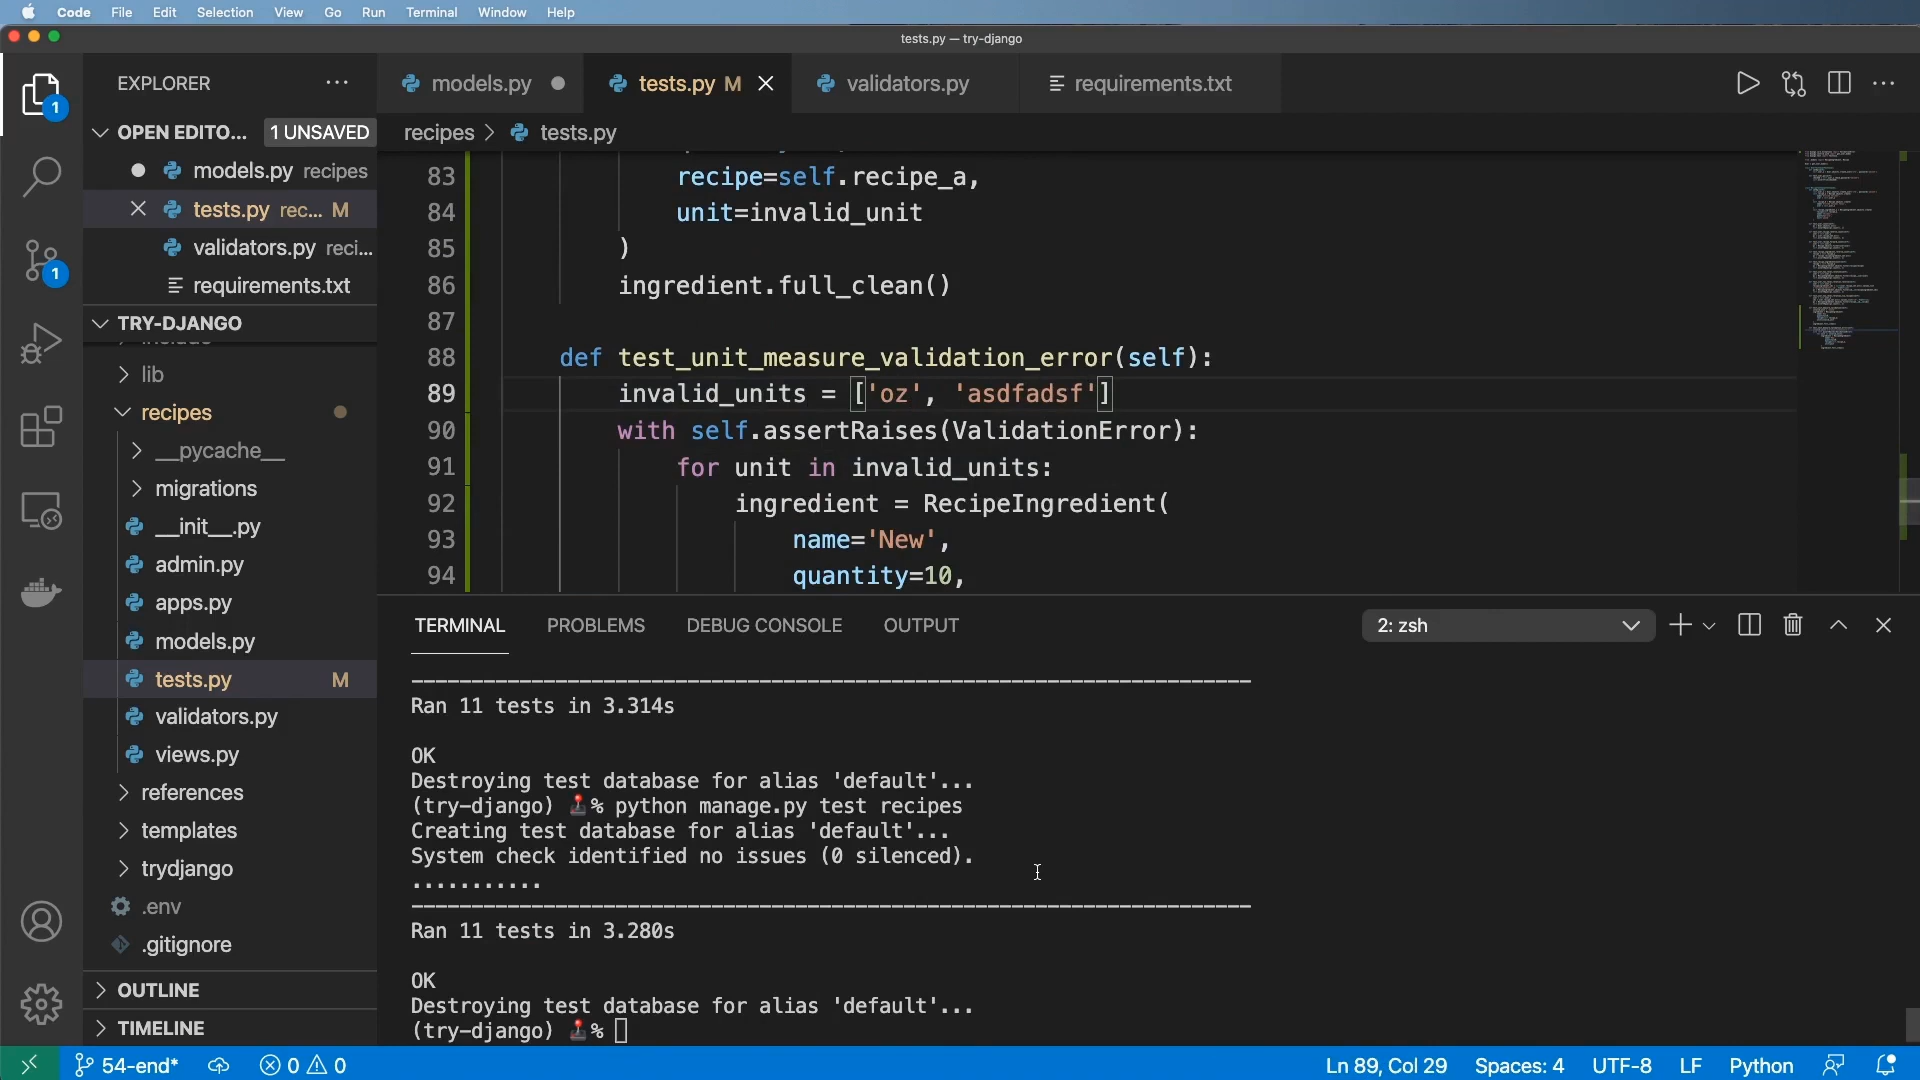 Code File Edit Selection View Go Run Terminal Window Help
tests.py — try-django
EXPLORER
models.py
tests.py M
validators.py
requirements.txt
OPEN EDITO...
1 UNSAVED
models.py recipes
tests.py rec... M
validators.py reci...
requirements.txt
TRY-DJANGO
include
lib
recipes
__pycache__
migrations
__init__.py
admin.py
apps.py
models.py
tests.py M
validators.py
views.py
references
templates
trydjango
.env
.gitignore
OUTLINE
TIMELINE
1
1
recipes > tests.py
83 recipe=self.recipe_a,
84 unit=invalid_unit
85 )
86 ingredient.full_clean()
87
88 def test_unit_measure_validation_error(self):
89 invalid_units = ['oz', 'asdfadsf']
90 with self.assertRaises(ValidationError):
91 for unit in invalid_units:
92 ingredient = RecipeIngredient(
93 name='New',
94 quantity=10,
TERMINAL PROBLEMS DEBUG CONSOLE OUTPUT
2: zsh
Ran 11 tests in 3.314s
OK
Destroying test database for alias 'default'...
(try-django) 🕹% python manage.py test recipes
Creating test database for alias 'default'...
System check identified no issues (0 silenced).
...........
Ran 11 tests in 3.280s
OK
Destroying test database for alias 'default'...
(try-django) 🕹%
54-end* 0 0
Ln 89, Col 29 Spaces: 4 UTF-8 LF Python